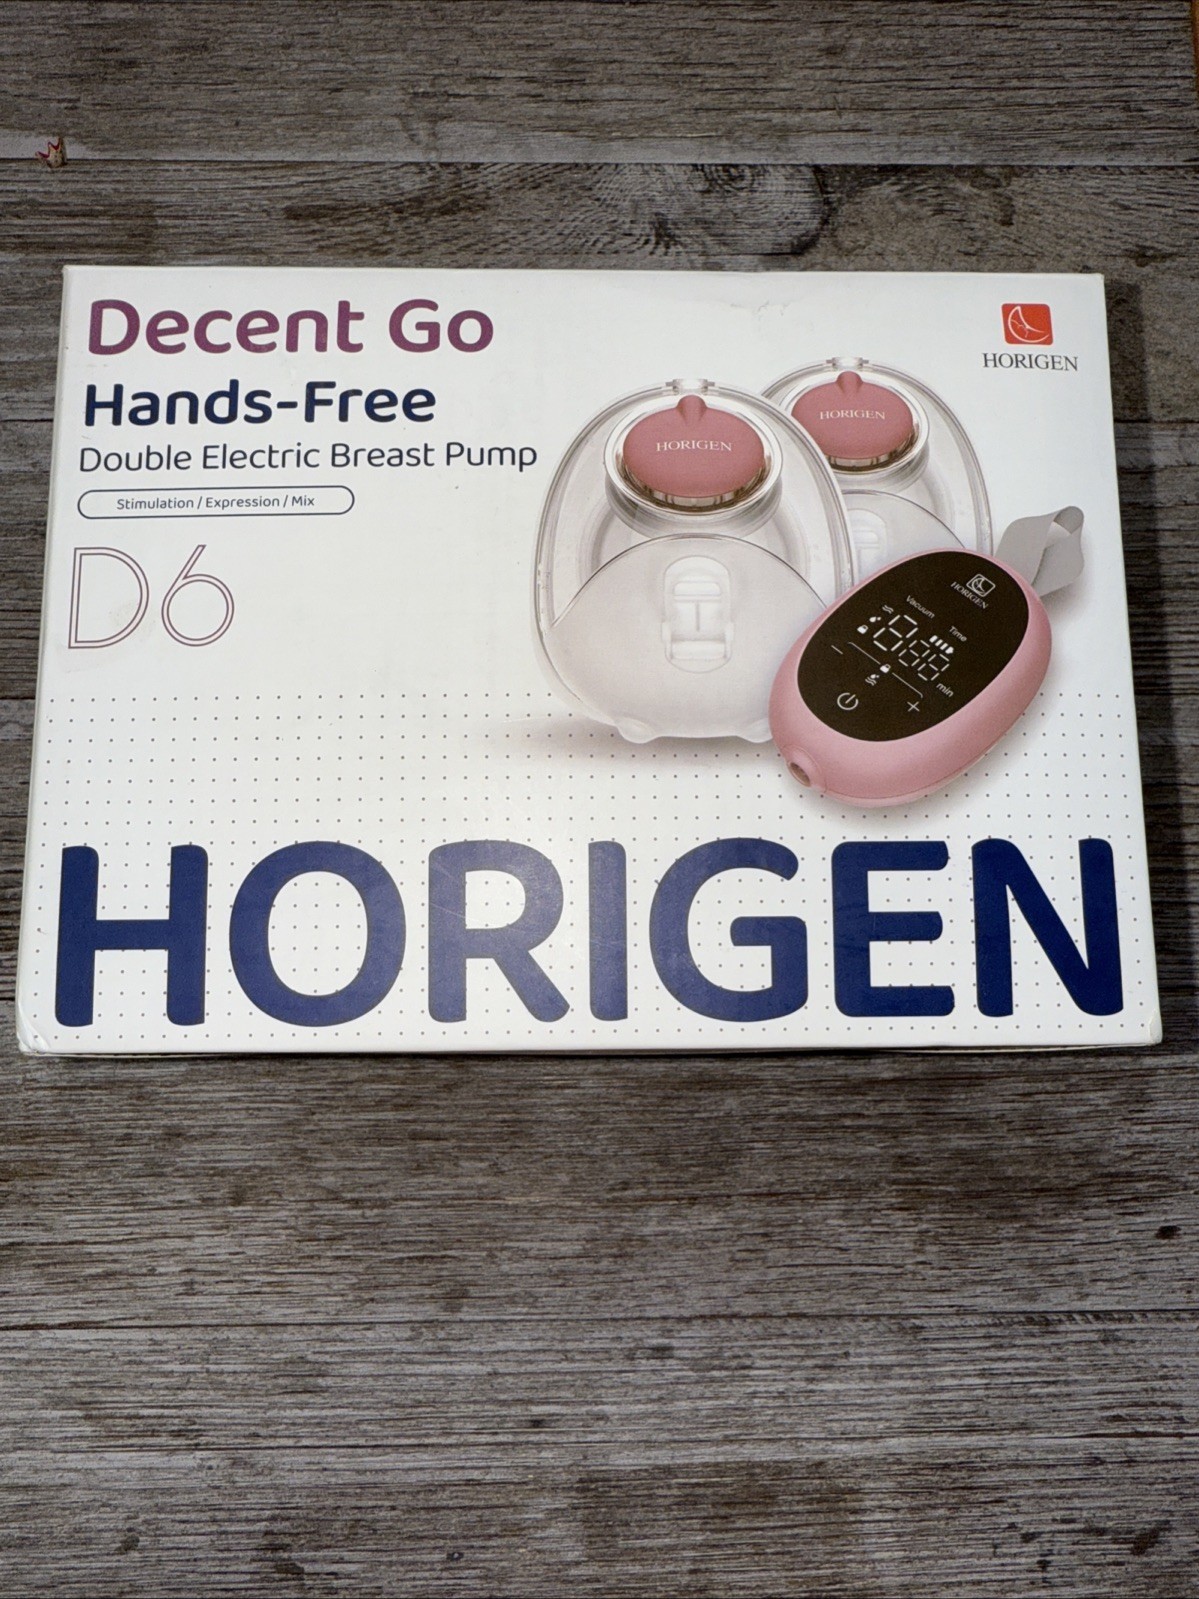 Decent Go
Hands-Free
Double Electric Breast Pump
Stimulation / Expression / Mix
D6
HORIGEN
HORIGEN
HORIGEN
HORIGEN
Vacuum
Time
888
min
HORIGEN